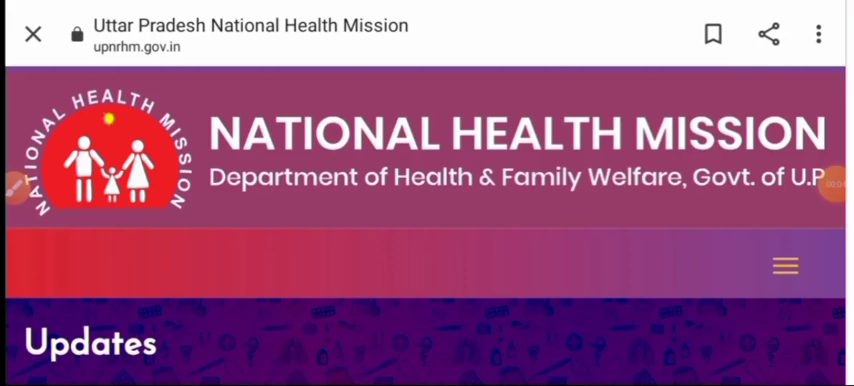 Uttar Pradesh National Health Mission
upnrhm.gov.in
NATIONAL HEALTH MISSION
NATIONAL HEALTH MISSION
Department of Health & Family Welfare, Govt. of U.P
Updates